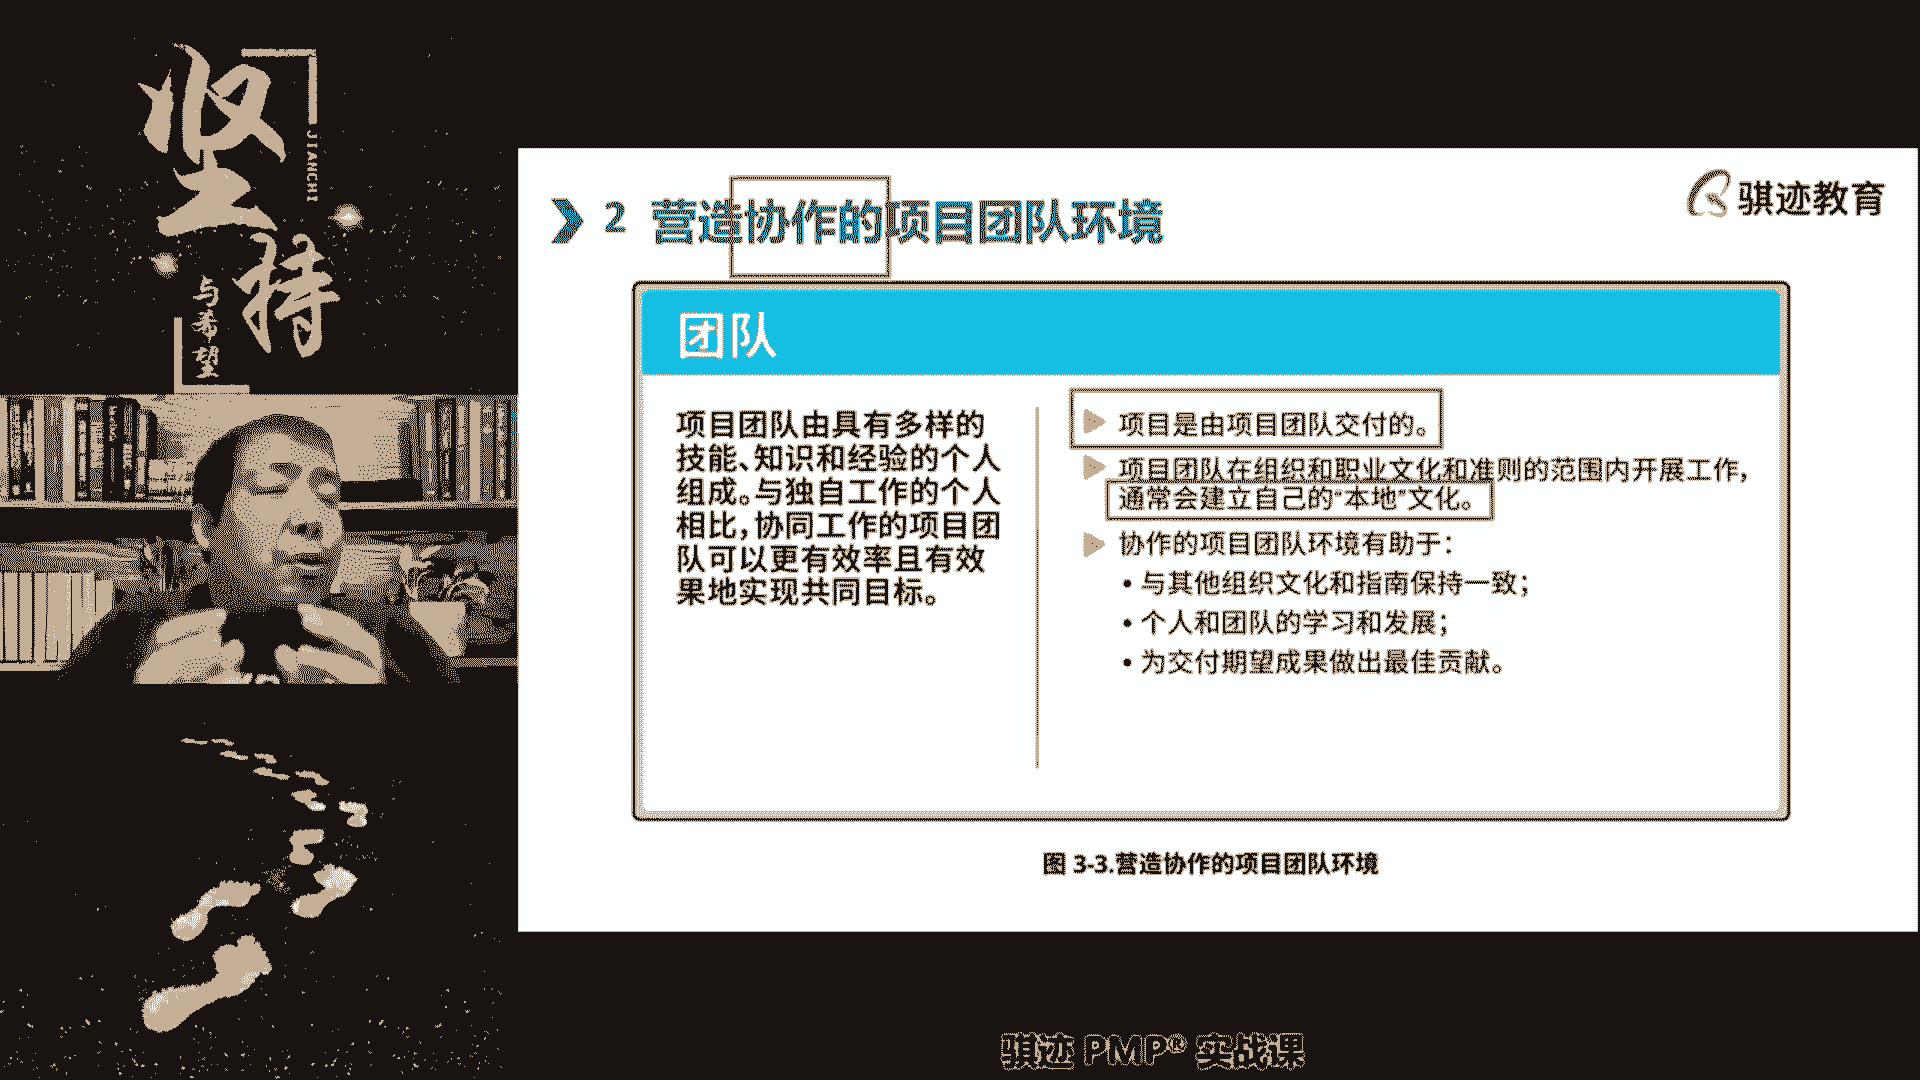 坚
持
JIANCHI
与希望
骐迹教育
2 营造协作的项目团队环境
团队
项目团队由具有多样的
技能、知识和经验的个人
组成。与独自工作的个人
相比，协同工作的项目团
队可以更有效率且有效
果地实现共同目标。
项目是由项目团队交付的。
项目团队在组织和职业文化和准则的范围内开展工作，
通常会建立自己的“本地”文化。
协作的项目团队环境有助于：
• 与其他组织文化和指南保持一致；
• 个人和团队的学习和发展；
• 为交付期望成果做出最佳贡献。
图 3-3.营造协作的项目团队环境
骐迹 PMP® 实战课